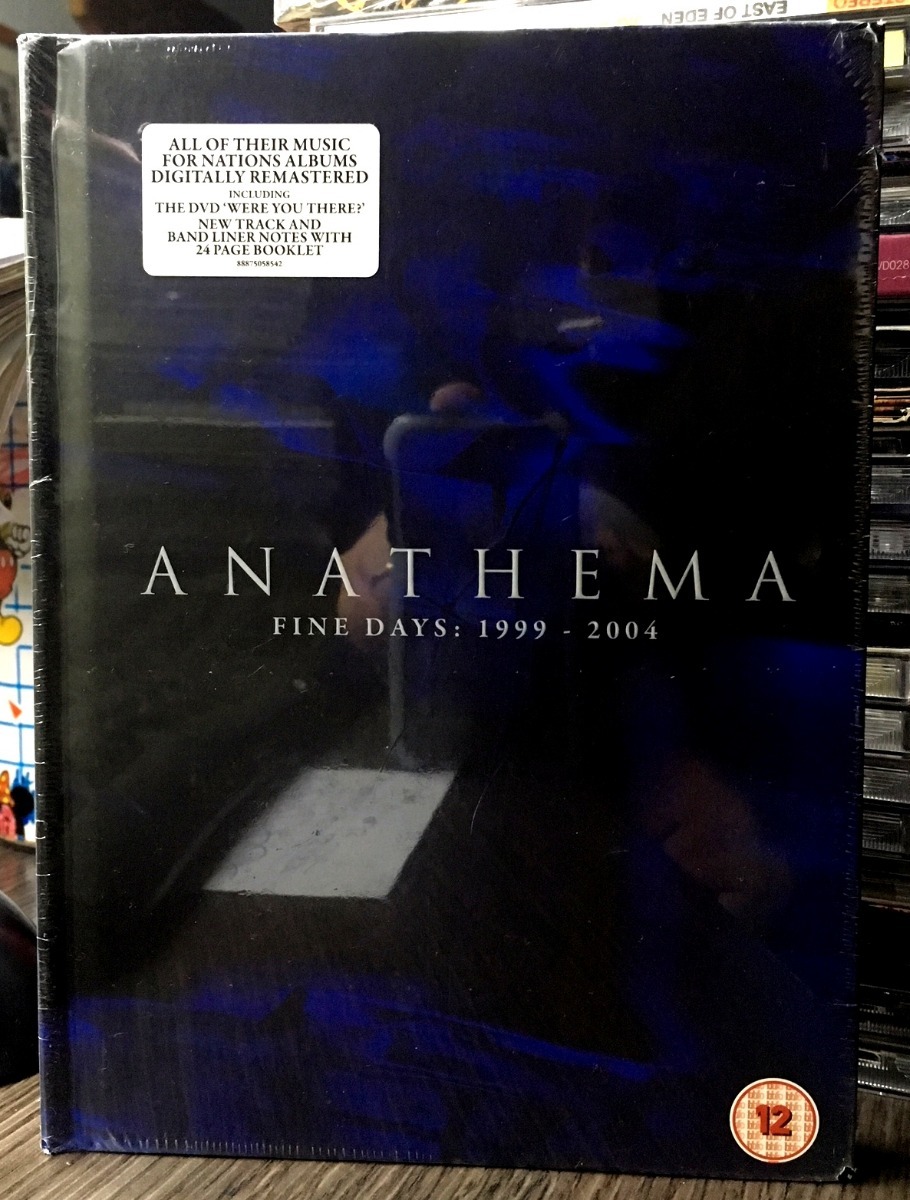 EAST OF EDEN
ALL OF THEIR MUSIC
FOR NATIONS ALBUMS
DIGITALLY REMASTERED
INCLUDING
THE DVD ‘WERE YOU THERE?’
NEW TRACK AND
BAND LINER NOTES WITH
24 PAGE BOOKLET
88875058542
VD028
ANATHEMA
FINE DAYS: 1999 - 2004
12